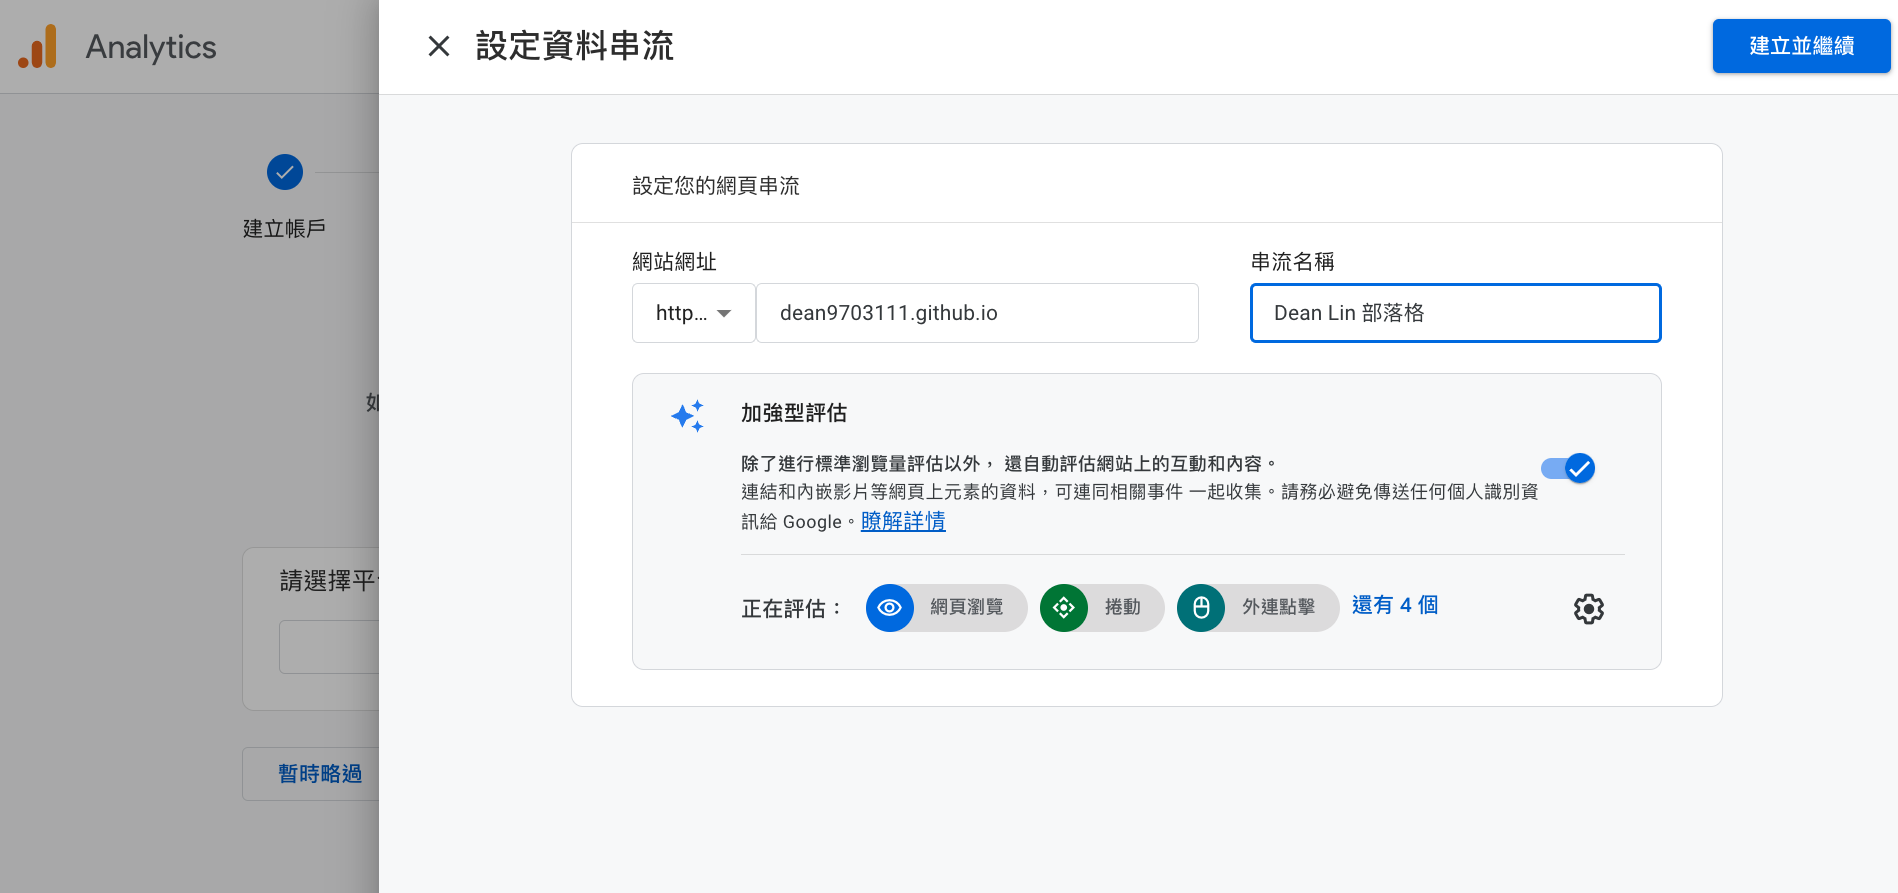 Analytics
設定資料串流
建立並繼續
建立帳戶
設定您的網頁串流
網站網址
串流名稱
http...
dean9703111.github.io
Dean Lin 部落格
加強型評估
除了進行標準瀏覽量評估以外， 還自動評估網站上的互動和內容。
連結和內嵌影片等網頁上元素的資料，可連同相關事件 一起收集。請務必避免傳送任何個人識別資
訊給 Google。瞭解詳情
請選擇平
正在評估：
網頁瀏覽
捲動
外連點擊
還有 4 個
暫時略過